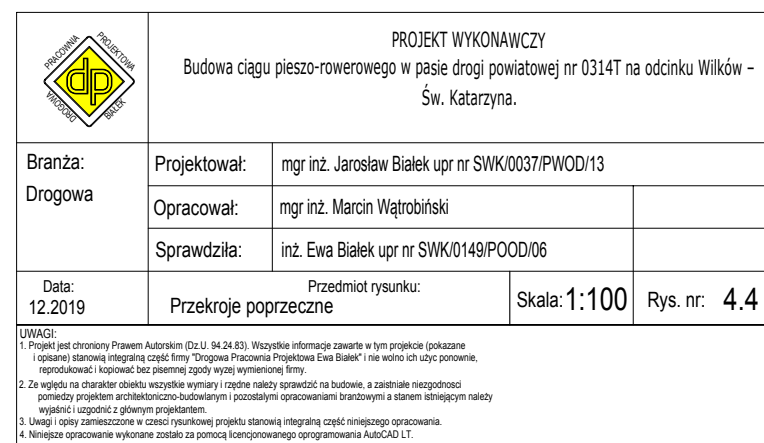 PRACOWNIA PROJEKTOWA
dp
DROGOWA BIAŁEK
PROJEKT WYKONAWCZY
Budowa ciągu pieszo-rowerowego w pasie drogi powiatowej nr 0314T na odcinku Wilków –
Św. Katarzyna.
Branża:
Drogowa
Projektował: mgr inż. Jarosław Białek upr nr SWK/0037/PWOD/13
Opracował: mgr inż. Marcin Wątrobiński
Sprawdziła: inż. Ewa Białek upr nr SWK/0149/POOD/06
Data:
12.2019
Przedmiot rysunku:
Przekroje poprzeczne
Skala:1:100
Rys. nr: 4.4
UWAGI:
1. Projekt jest chroniony Prawem Autorskim (Dz.U. 94.24.83). Wszystkie informacje zawarte w tym projekcie (pokazane
i opisane) stanowią integralną część firmy "Drogowa Pracownia Projektowa Ewa Białek" i nie wolno ich użyc ponownie,
reprodukować i kopiować bez pisemnej zgody wyzej wymienionej firmy.
2. Ze względu na charakter obiektu wszystkie wymiary i rzędne należy sprawdzić na budowie, a zaistniałe niezgodnosci
pomiedzy projektem architektoniczno-budowlanym i pozostalymi opracowaniami branżowymi a stanem istniejącym należy
wyjaśnić i uzgodnić z głównym projektantem.
3. Uwagi i opisy zamieszczone w czesci rysunkowej projektu stanowią integralną część niniejszego opracowania.
4. Niniejsze opracowanie wykonane zostało za pomocą licencjonowanego oprogramowania AutoCAD LT.